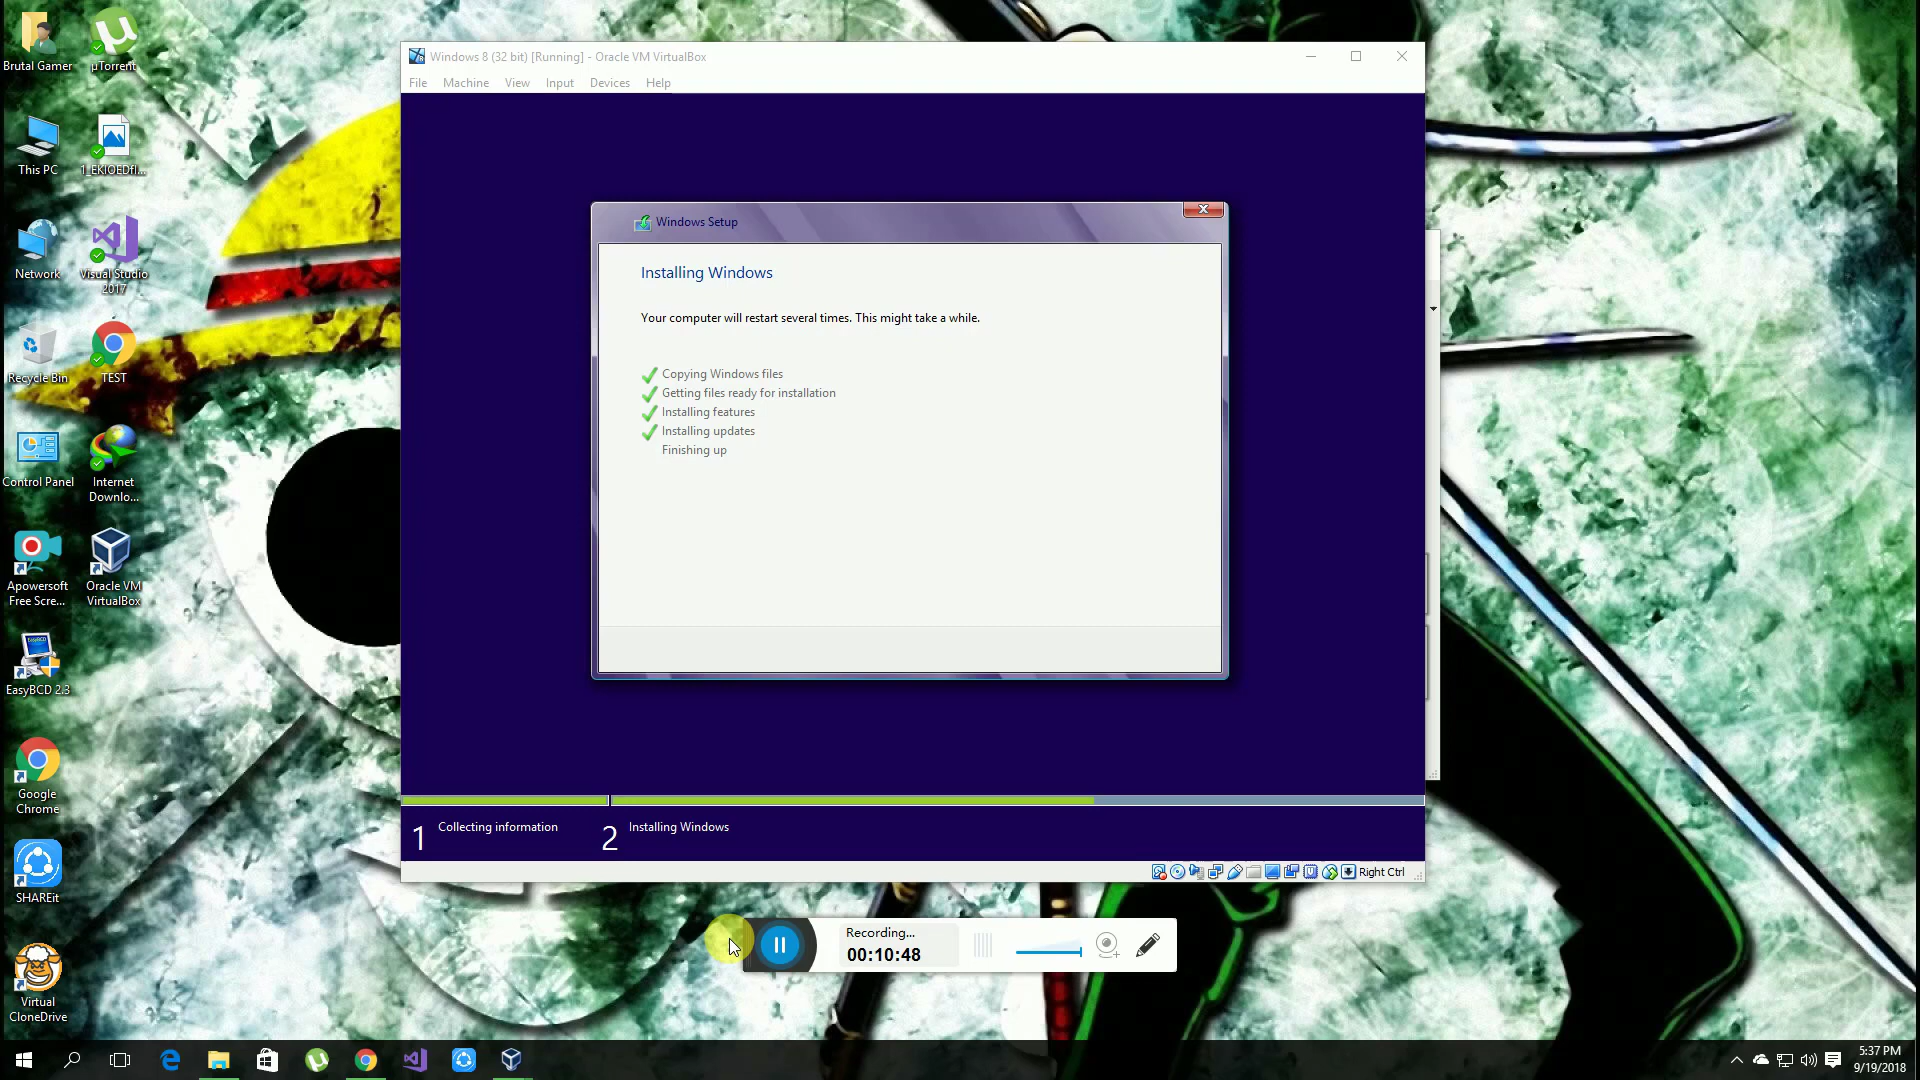 Brutal Gamer
µTorrent
This PC
1_EKIOEDfI...
Network
Visual Studio
2017
Recycle Bin
TEST
Control Panel
Internet
Downlo...
Apowersoft
Free Scre...
Oracle VM
VirtualBox
EasyBCD 2.3
Google
Chrome
SHAREit
Virtual
CloneDrive
Windows 8 (32 bit) [Running] - Oracle VM VirtualBox
File Machine View Input Devices Help
Windows Setup
Installing Windows
Your computer will restart several times. This might take a while.
Copying Windows files
Getting files ready for installation
Installing features
Installing updates
Finishing up
1 Collecting information 2 Installing Windows
Right Ctrl
Recording...
00:10:48
5:37 PM
9/19/2018